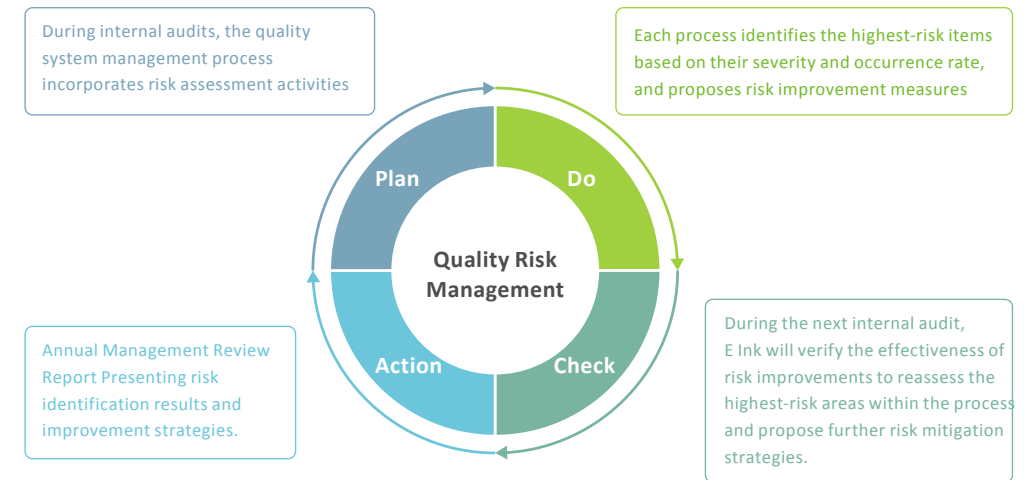 During internal audits, the quality
system management process
incorporates risk assessment activities
Each process identifies the highest-risk items
based on their severity and occurrence rate,
and proposes risk improvement measures
Plan
Do
Quality Risk
Management
Action
Check
Annual Management Review
Report Presenting risk
identification results and
improvement strategies.
During the next internal audit,
E Ink will verify the effectiveness of
risk improvements to reassess the
highest-risk areas within the process
and propose further risk mitigation
strategies.